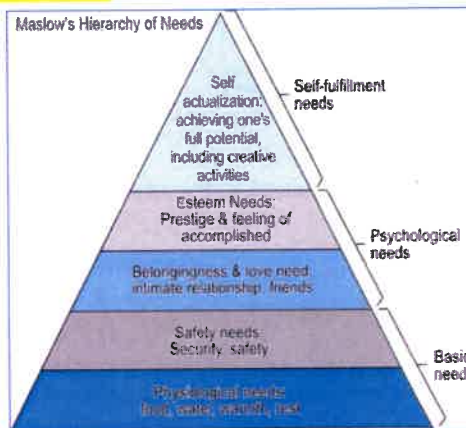 Maslow's Hierarchy of Needs
Self
actualization:
achieving one's
full potential,
including creative
activities
Self-fulfillment
needs
Esteem Needs:
Prestige & feeling of
accomplished
Psychological
needs
Belongingness & love need:
intimate relationship, friends
Safety needs:
Security, safety
Basic
need
Physiological needs:
food, water, warmth, rest